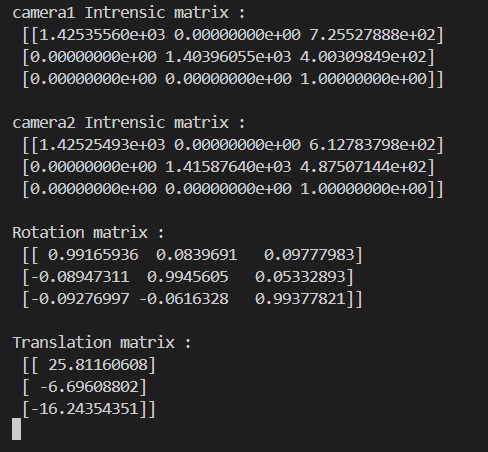 camera1 Intrensic matrix :
[[1.42535560e+03 0.00000000e+00 7.25527888e+02]
[0.00000000e+00 1.40396055e+03 4.00309849e+02]
[0.00000000e+00 0.00000000e+00 1.00000000e+00]]
camera2 Intrensic matrix :
[[1.42525493e+03 0.00000000e+00 6.12783798e+02]
[0.00000000e+00 1.41587640e+03 4.87507144e+02]
[0.00000000e+00 0.00000000e+00 1.00000000e+00]]
Rotation matrix :
[[ 0.99165936 0.0839691 0.09777983]
[-0.08947311 0.9945605 0.05332893]
[-0.09276997 -0.0616328 0.99377821]]
Translation matrix :
[[ 25.81160608]
[ -6.69608802]
[-16.24354351]]